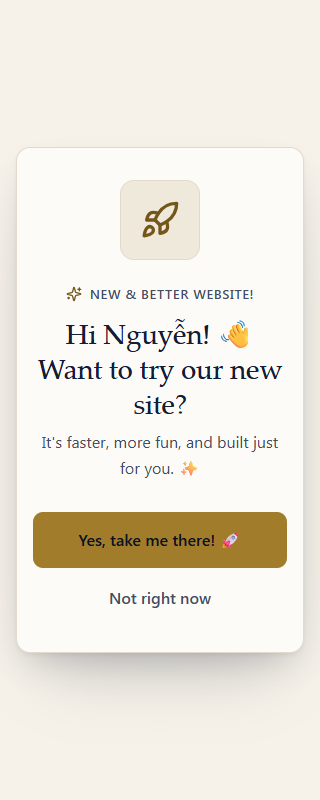 NEW & BETTER WEBSITE!
Hi Nguyễn! 👋
Want to try our new
site?
It's faster, more fun, and built just
for you. ✨
Yes, take me there! 🚀
Not right now